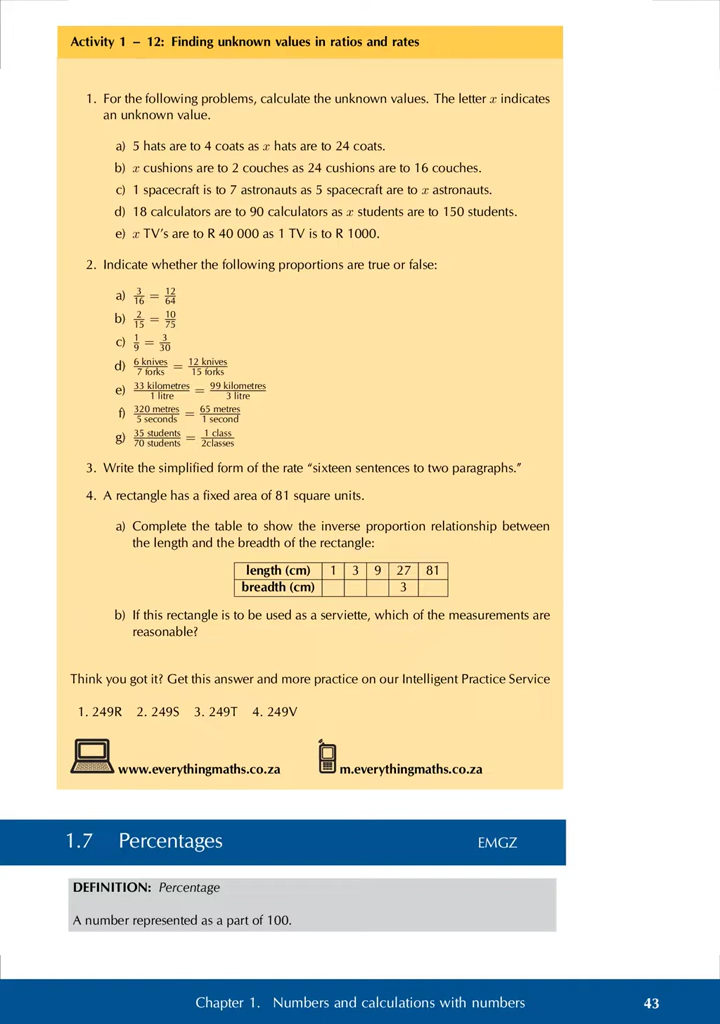 Activity 1 – 12: Finding unknown values in ratios and rates
1. For the following problems, calculate the unknown values. The letter x indicates
an unknown value.
a) 5 hats are to 4 coats as x hats are to 24 coats.
b) x cushions are to 2 couches as 24 cushions are to 16 couches.
c) 1 spacecraft is to 7 astronauts as 5 spacecraft are to x astronauts.
d) 18 calculators are to 90 calculators as x students are to 150 students.
e) x TV's are to R 40 000 as 1 TV is to R 1000.
2. Indicate whether the following proportions are true or false:
a) 3/16 = 12/64
b) 2/15 = 10/75
c) 1/9 = 3/30
d) 6 knives/7 forks = 12 knives/15 forks
e) 33 kilometres/1 litre = 99 kilometres/3 litre
f) 320 metres/5 seconds = 65 metres/1 second
g) 35 students/70 students = 1 class/2classes
3. Write the simplified form of the rate “sixteen sentences to two paragraphs.”
4. A rectangle has a fixed area of 81 square units.
a) Complete the table to show the inverse proportion relationship between
the length and the breadth of the rectangle:
length (cm) 1 3 9 27 81
breadth (cm) 3
b) If this rectangle is to be used as a serviette, which of the measurements are
reasonable?
Think you got it? Get this answer and more practice on our Intelligent Practice Service
1. 249R 2. 249S 3. 249T 4. 249V
www.everythingmaths.co.za m.everythingmaths.co.za
1.7 Percentages EMGZ
DEFINITION: Percentage
A number represented as a part of 100.
Chapter 1. Numbers and calculations with numbers 43